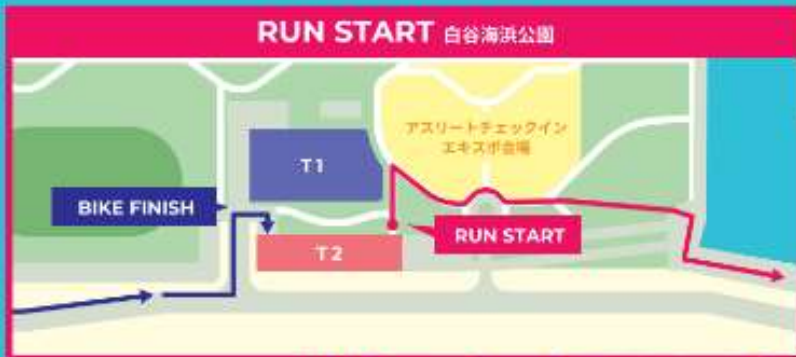 RUN START 白谷海浜公園
アスリートチェックイン
エキスポ会場
T1
BIKE FINISH
RUN START
T2